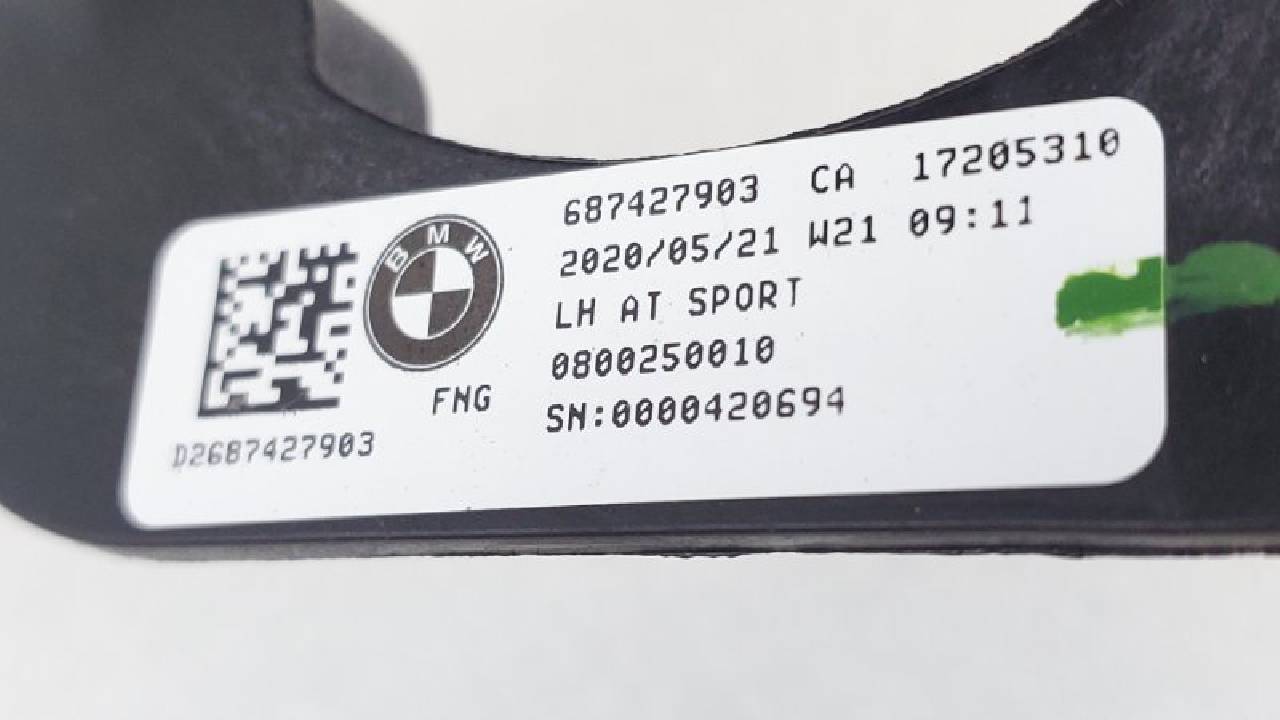 687427903 CA 17205310
2020/05/21 W21 09:11
LH AT SPORT
0800250010
SN:0000420694
BMW
FNG
D2687427903